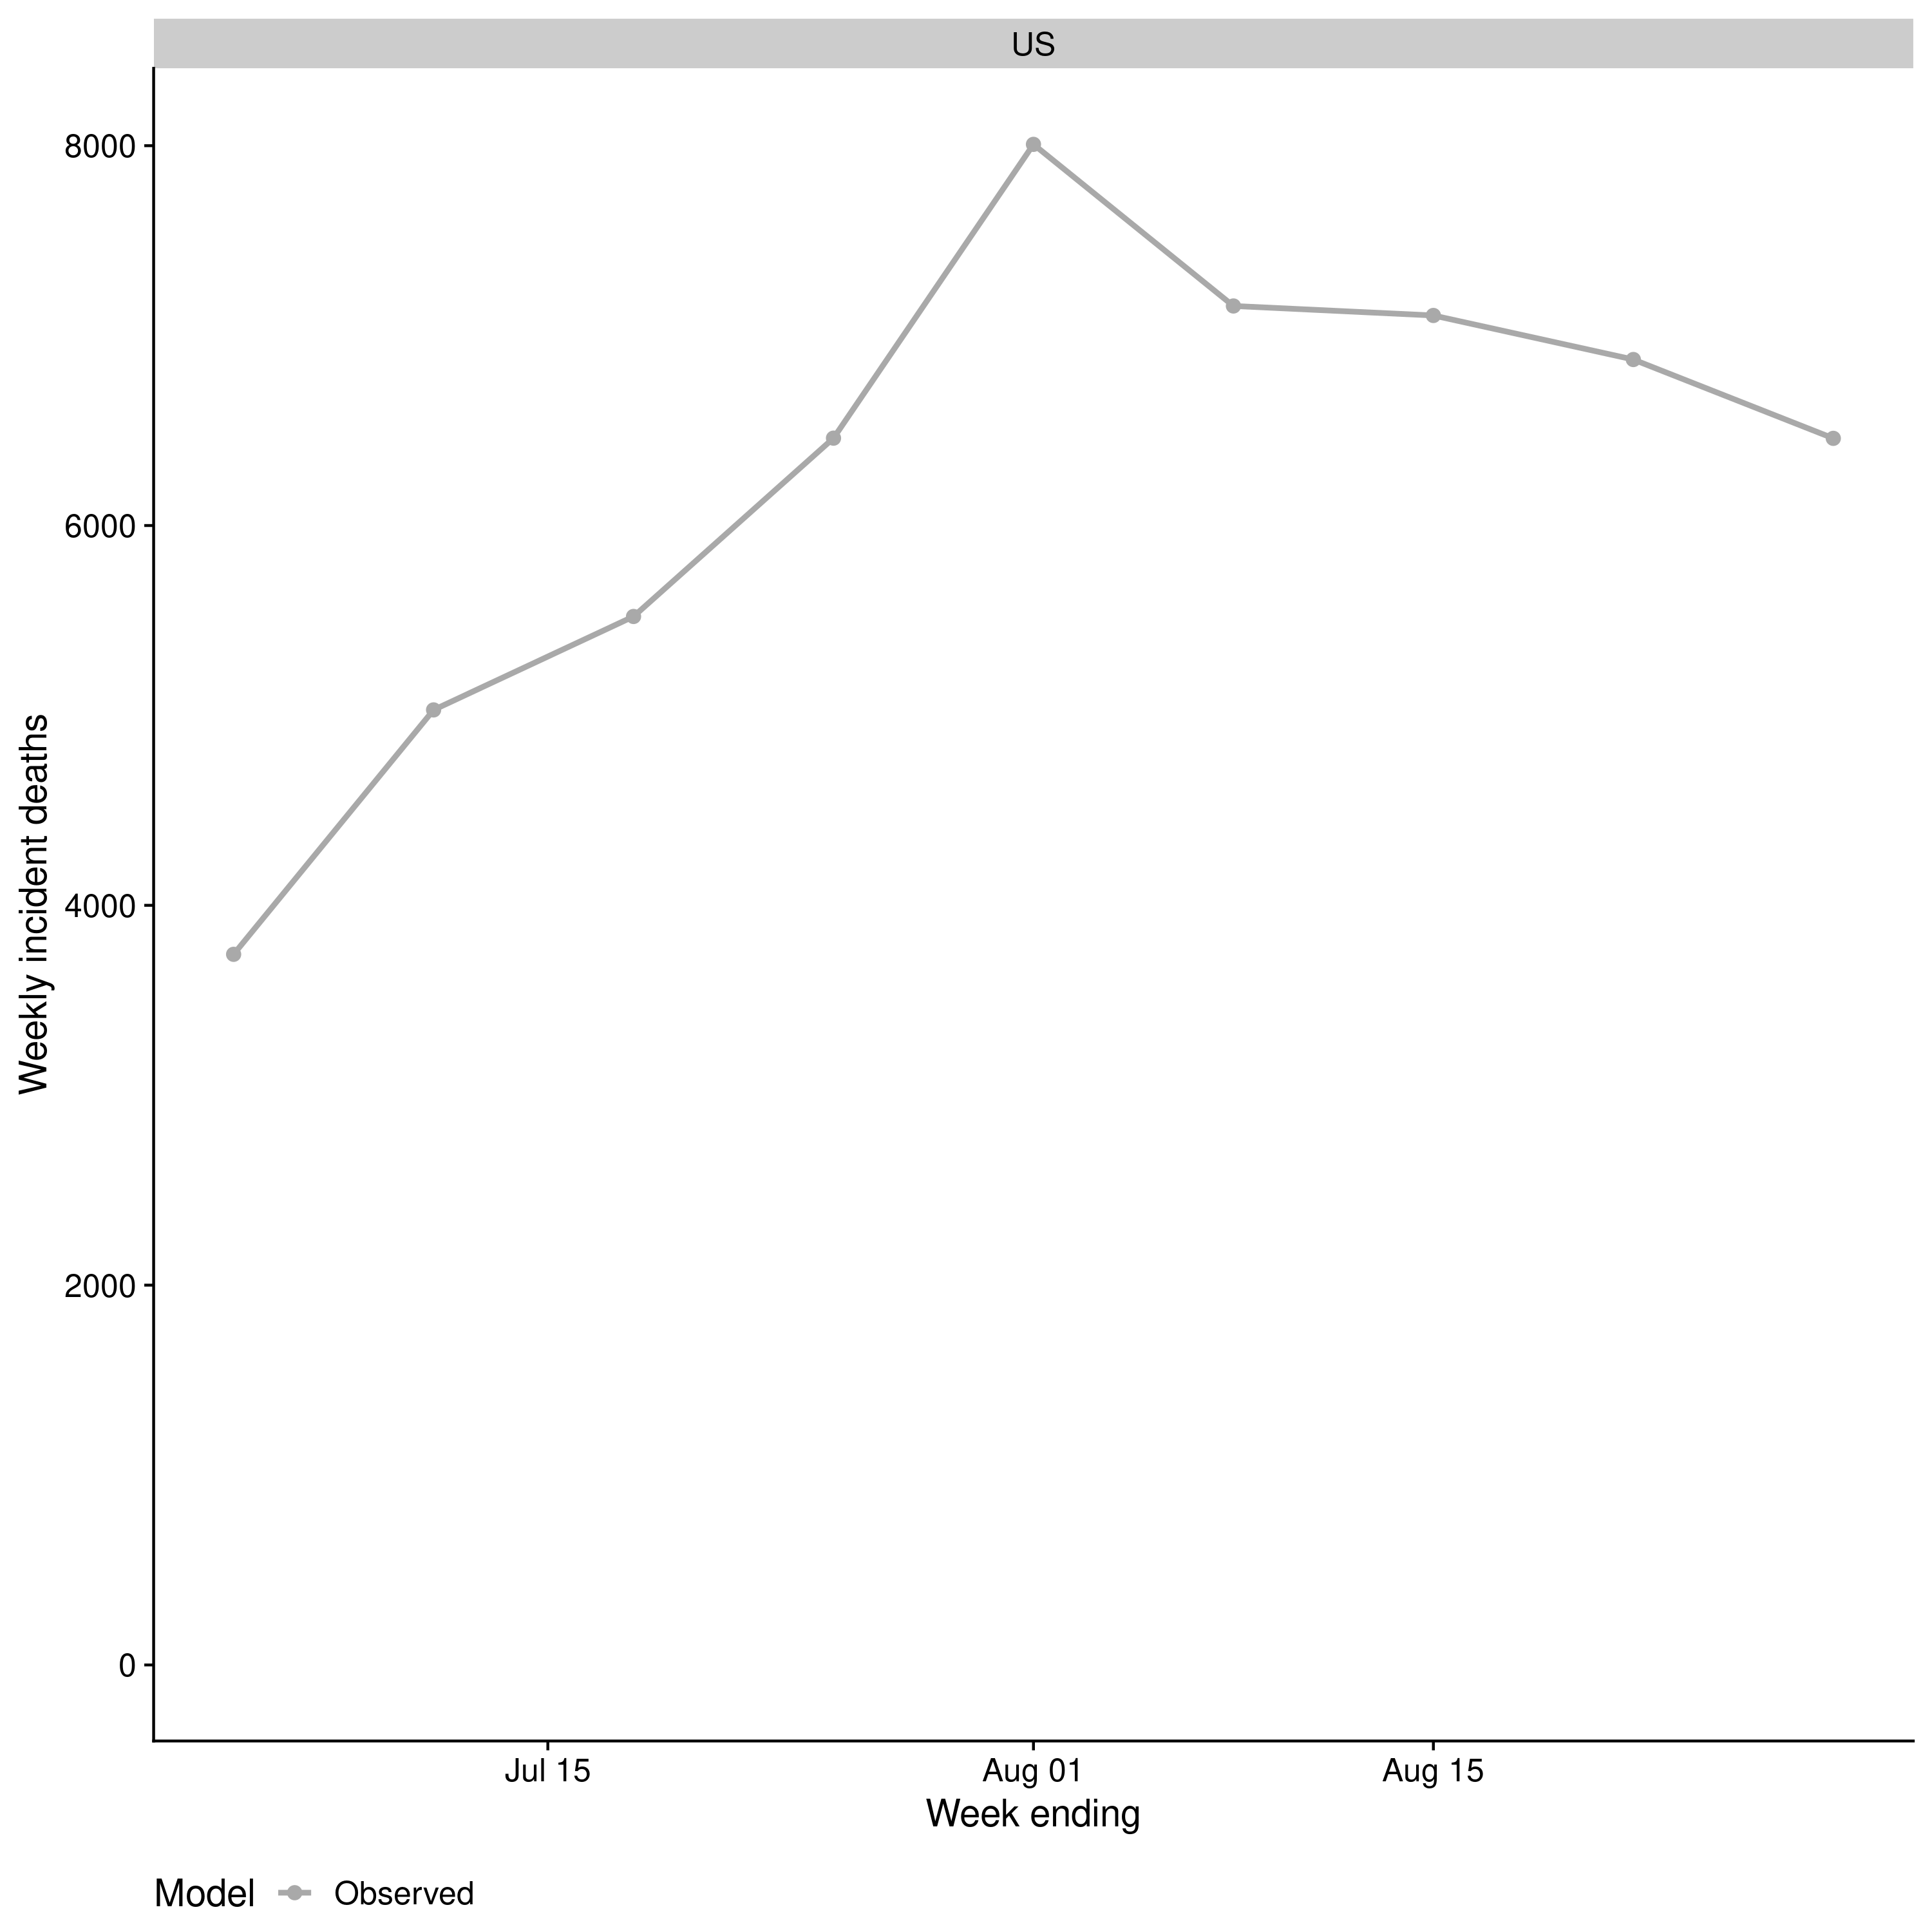 US
8000
6000
4000
2000
0
Weekly incident deaths
Jul 15 Aug 01 Aug 15
Week ending
Model Observed